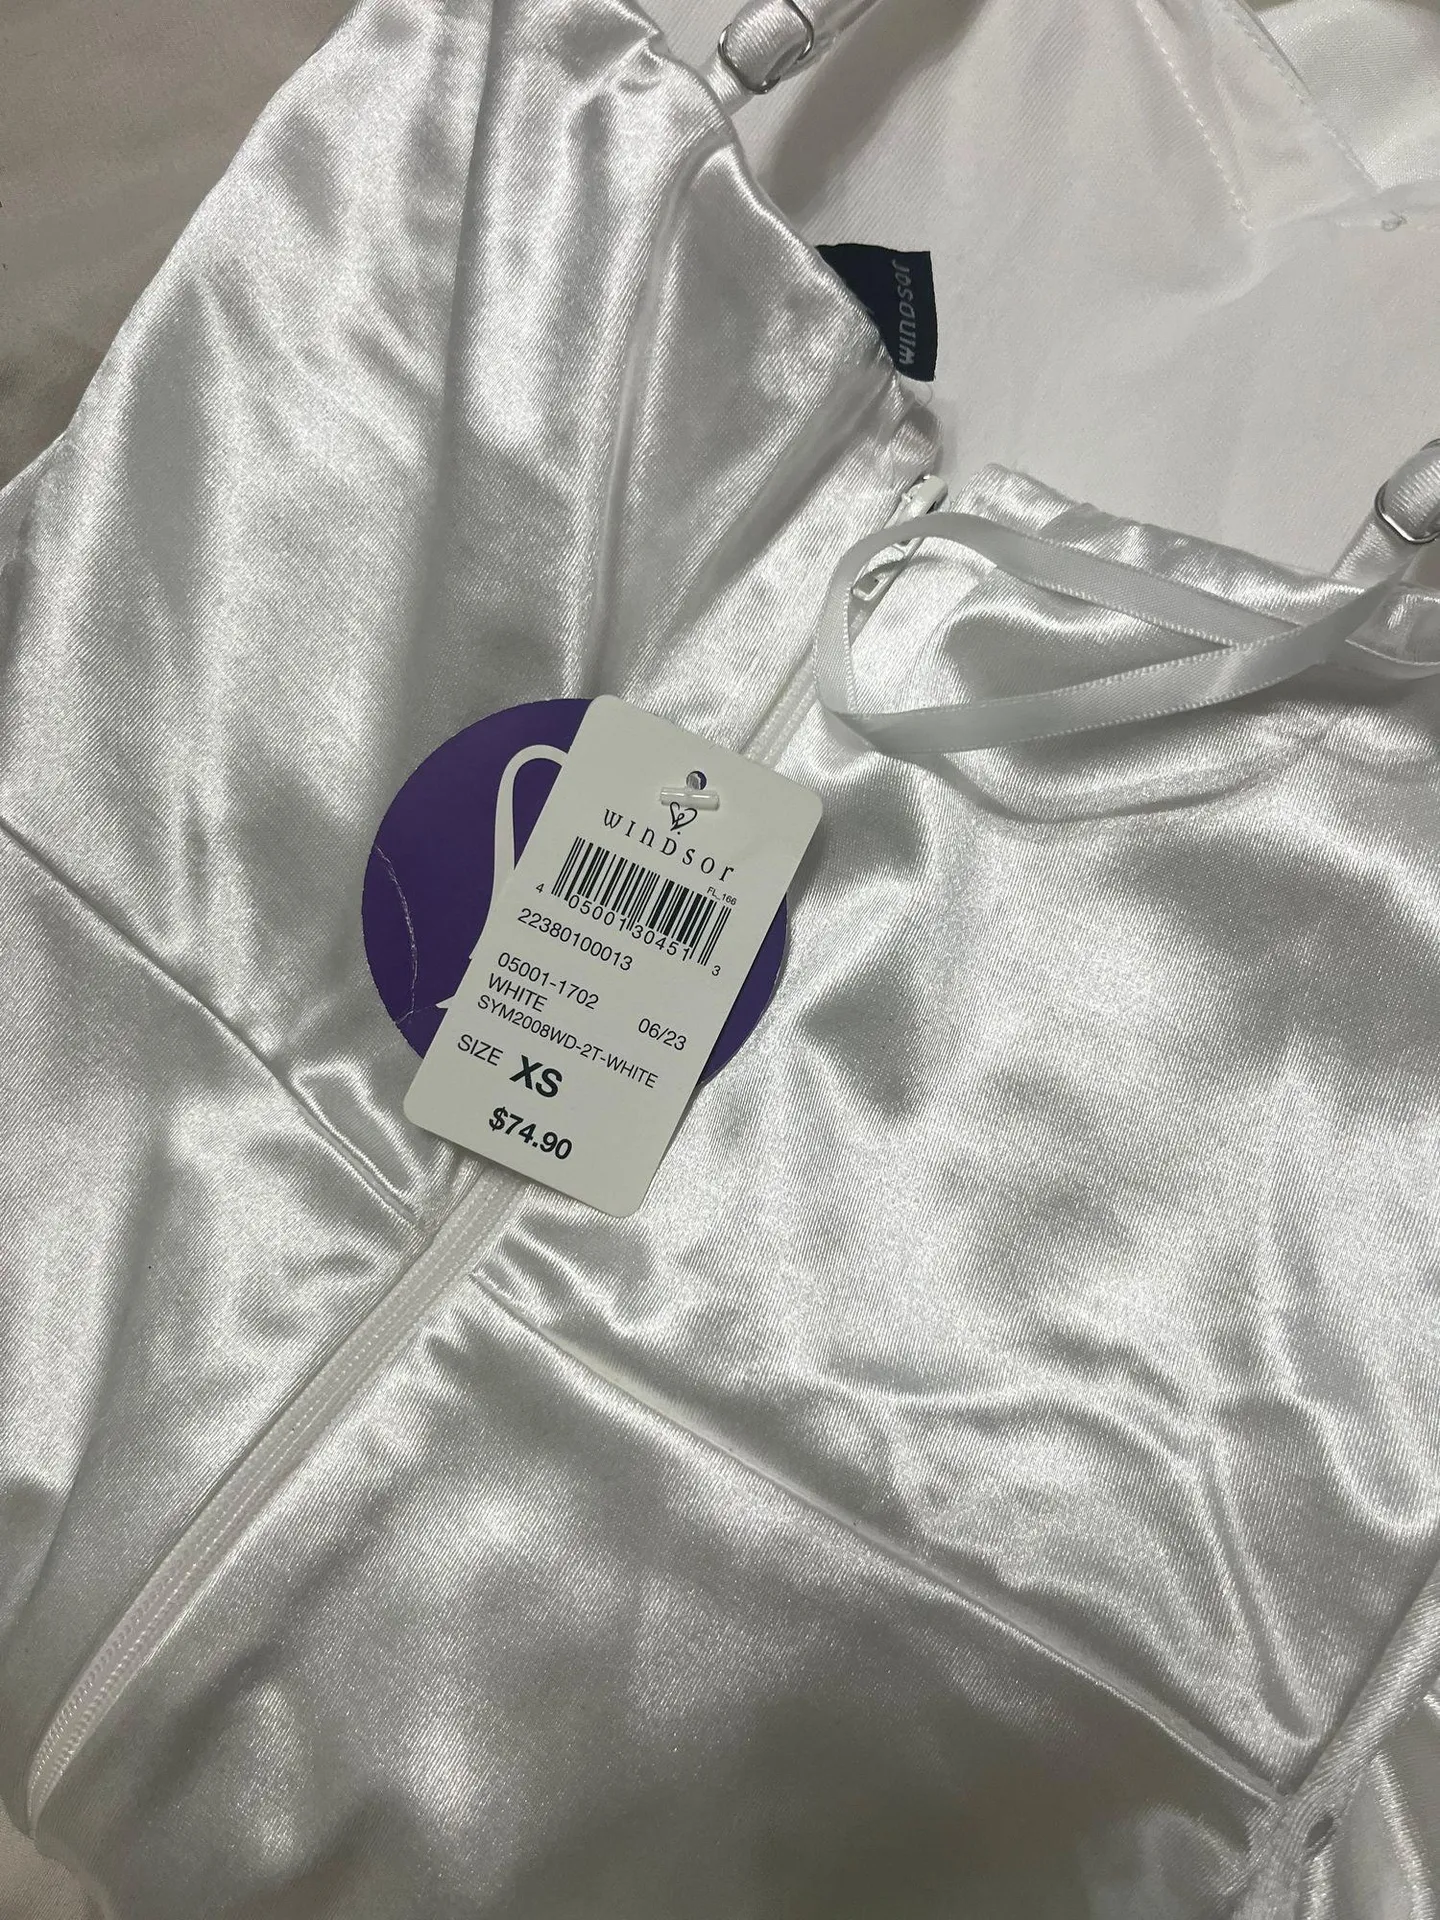 WINDSOR
WINDSOR
FL_166
4 05001 30451 3
22380100013
05001-1702
WHITE 06/23
SYM2008WD-2T-WHITE
SIZE XS
$74.90